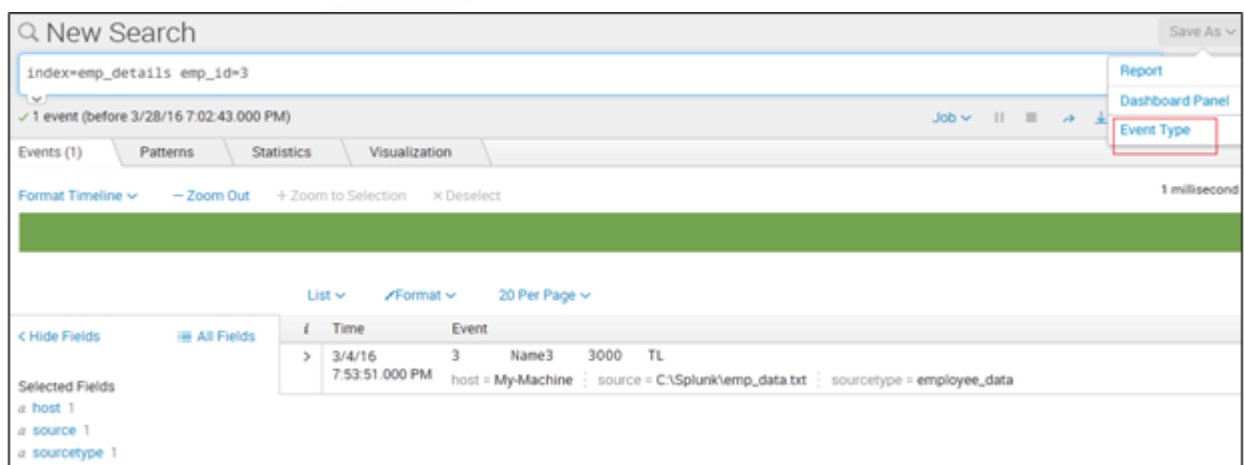 New Search
Save As
index=emp_details emp_id=3
Report
Dashboard Panel
Event Type
✓ 1 event (before 3/28/16 7:02:43.000 PM)
Job
Events (1) Patterns Statistics Visualization
Format Timeline – Zoom Out + Zoom to Selection × Deselect
1 millisecond
List Format 20 Per Page
< Hide Fields All Fields
i Time Event
> 3/4/16 3 Name3 3000 TL
7:53:51.000 PM host = My-Machine source = C:\Splunk\emp_data.txt sourcetype = employee_data
Selected Fields
a host 1
a source 1
a sourcetype 1